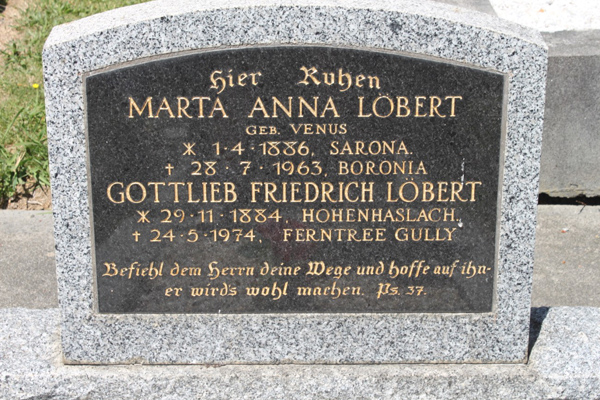 Hier Ruhen
MARTA ANNA LÖBERT
GEB. VENUS
* 1·4·1886, SARONA.
† 28·7·1963, BORONIA
GOTTLIEB FRIEDRICH LÖBERT
* 29·11·1884, HOHENHASLACH.
† 24·5·1974, FERNTREE GULLY
Befiehl dem Herrn deine Wege und hoffe auf ihn-
er wird's wohl machen. Ps. 37.